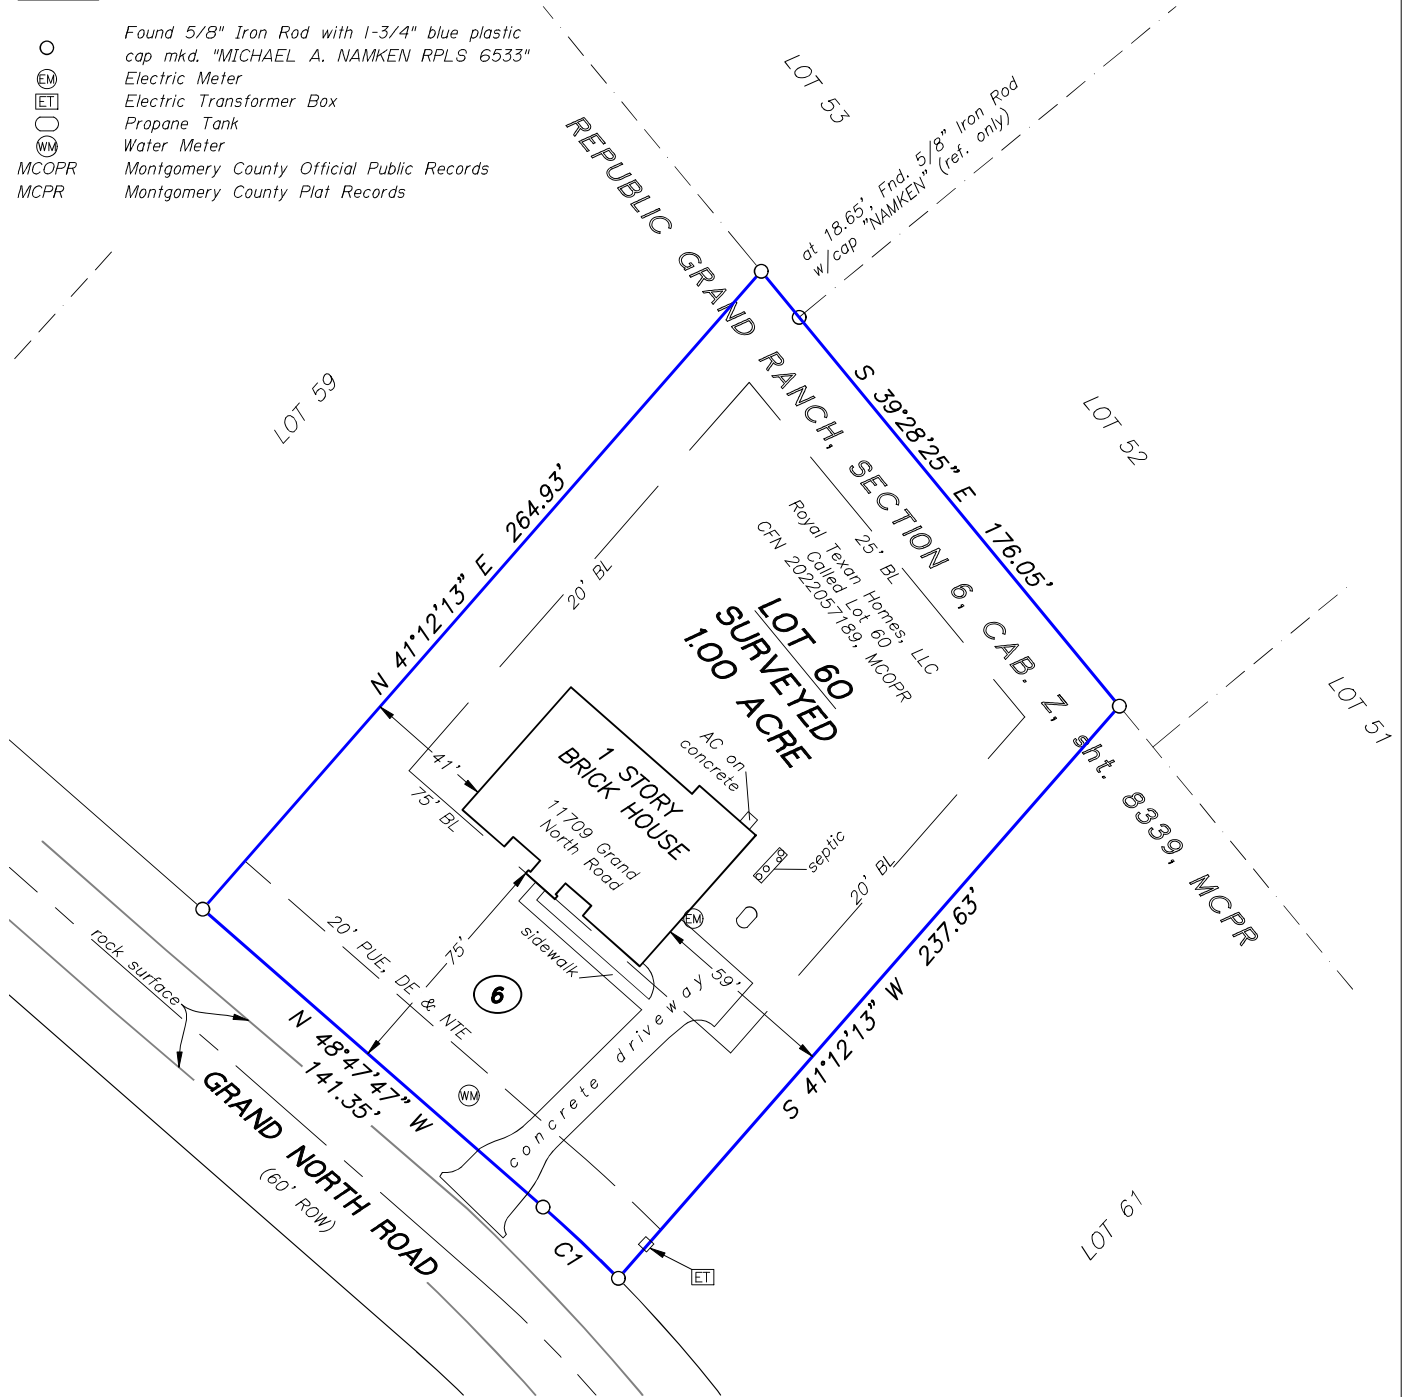 Found 5/8" Iron Rod with 1-3/4" blue plastic
cap mkd. "MICHAEL A. NAMKEN RPLS 6533"
EM Electric Meter
ET Electric Transformer Box
Propane Tank
WM Water Meter
MCOPR Montgomery County Official Public Records
MCPR Montgomery County Plat Records
LOT 53
at 18.65', Fnd. 5/8" Iron Rod
w/cap "NAMKEN" (ref. only)
REPUBLIC GRAND RANCH, SECTION 6, CAB. Z, sht. 8339, MCPR
LOT 59
LOT 52
S 39°28'25" E 176.05'
N 41°12'13" E 264.93'
20' BL
25' BL
Royal Texan Homes, LLC
Called Lot 60
CFN 2022057189, MCOPR
LOT 60
SURVEYED
1.00 ACRE
LOT 51
41'
75' BL
1 STORY
BRICK HOUSE
11709 Grand
North Road
AC on
concrete
septic
20' BL
EM
59'
S 41°12'13" W 237.63'
sidewalk
75'
6
20' PUE, DE & NTE
rock surface
N 48°47'47" W
141.35'
WM
concrete driveway
GRAND NORTH ROAD
(60' ROW)
C1
ET
LOT 61